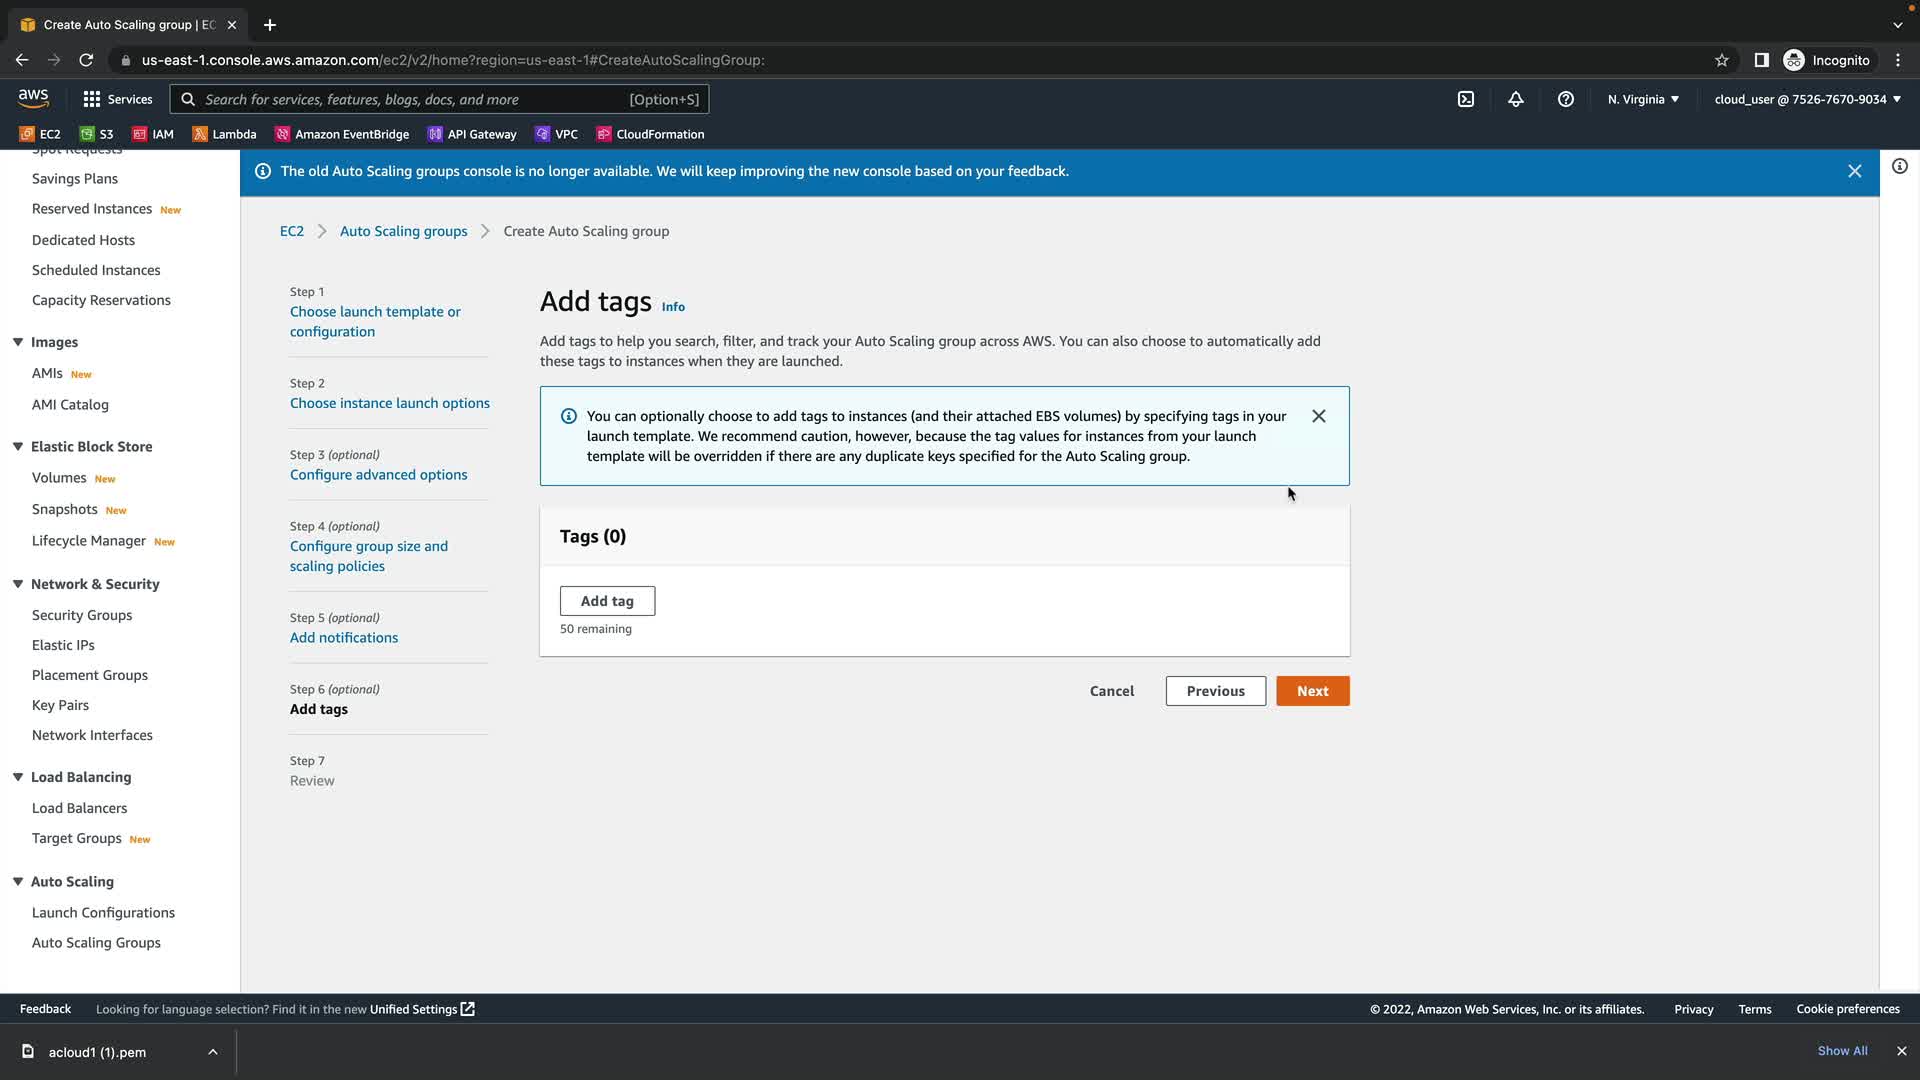 Create Auto Scaling group | EC
us-east-1.console.aws.amazon.com/ec2/v2/home?region=us-east-1#CreateAutoScalingGroup:
Incognito
aws
Services
Search for services, features, blogs, docs, and more
[Option+S]
N. Virginia
cloud_user @ 7526-7670-9034
EC2
S3
IAM
Lambda
Amazon EventBridge
API Gateway
VPC
CloudFormation
Spot Requests
Savings Plans
Reserved Instances New
Dedicated Hosts
Scheduled Instances
Capacity Reservations
Images
AMIs New
AMI Catalog
Elastic Block Store
Volumes New
Snapshots New
Lifecycle Manager New
Network & Security
Security Groups
Elastic IPs
Placement Groups
Key Pairs
Network Interfaces
Load Balancing
Load Balancers
Target Groups New
Auto Scaling
Launch Configurations
Auto Scaling Groups
The old Auto Scaling groups console is no longer available. We will keep improving the new console based on your feedback.
EC2
Auto Scaling groups
Create Auto Scaling group
Step 1
Choose launch template or
configuration
Step 2
Choose instance launch options
Step 3 (optional)
Configure advanced options
Step 4 (optional)
Configure group size and
scaling policies
Step 5 (optional)
Add notifications
Step 6 (optional)
Add tags
Step 7
Review
Add tags Info
Add tags to help you search, filter, and track your Auto Scaling group across AWS. You can also choose to automatically add
these tags to instances when they are launched.
You can optionally choose to add tags to instances (and their attached EBS volumes) by specifying tags in your
launch template. We recommend caution, however, because the tag values for instances from your launch
template will be overridden if there are any duplicate keys specified for the Auto Scaling group.
Tags (0)
Add tag
50 remaining
Cancel
Previous
Next
Feedback
Looking for language selection? Find it in the new Unified Settings
© 2022, Amazon Web Services, Inc. or its affiliates.
Privacy
Terms
Cookie preferences
acloud1 (1).pem
Show All